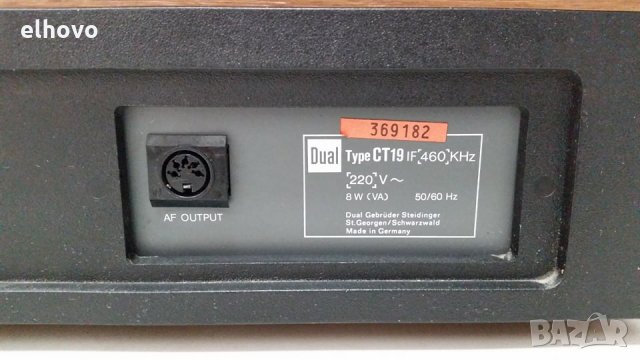 elhovo
369182
Dual Type CT19 IF 460 KHz
220 V ~
8 W (VA) 50/60 Hz
Dual Gebrüder Steidinger
St. Georgen/Schwarzwald
Made in Germany
AF OUTPUT
BAZAR